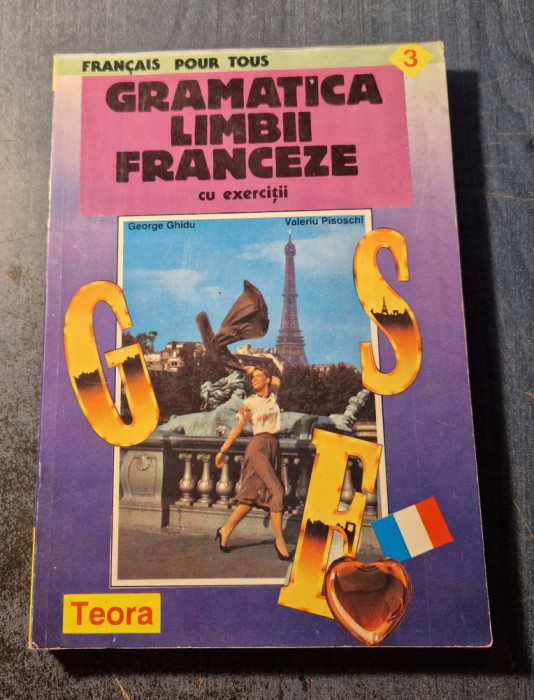 FRANÇAIS POUR TOUS
3
GRAMATICA
LIMBII
FRANCEZE
cu exerciții
George Ghidu
Valeriu Pisoschi
G
S
F
Teora